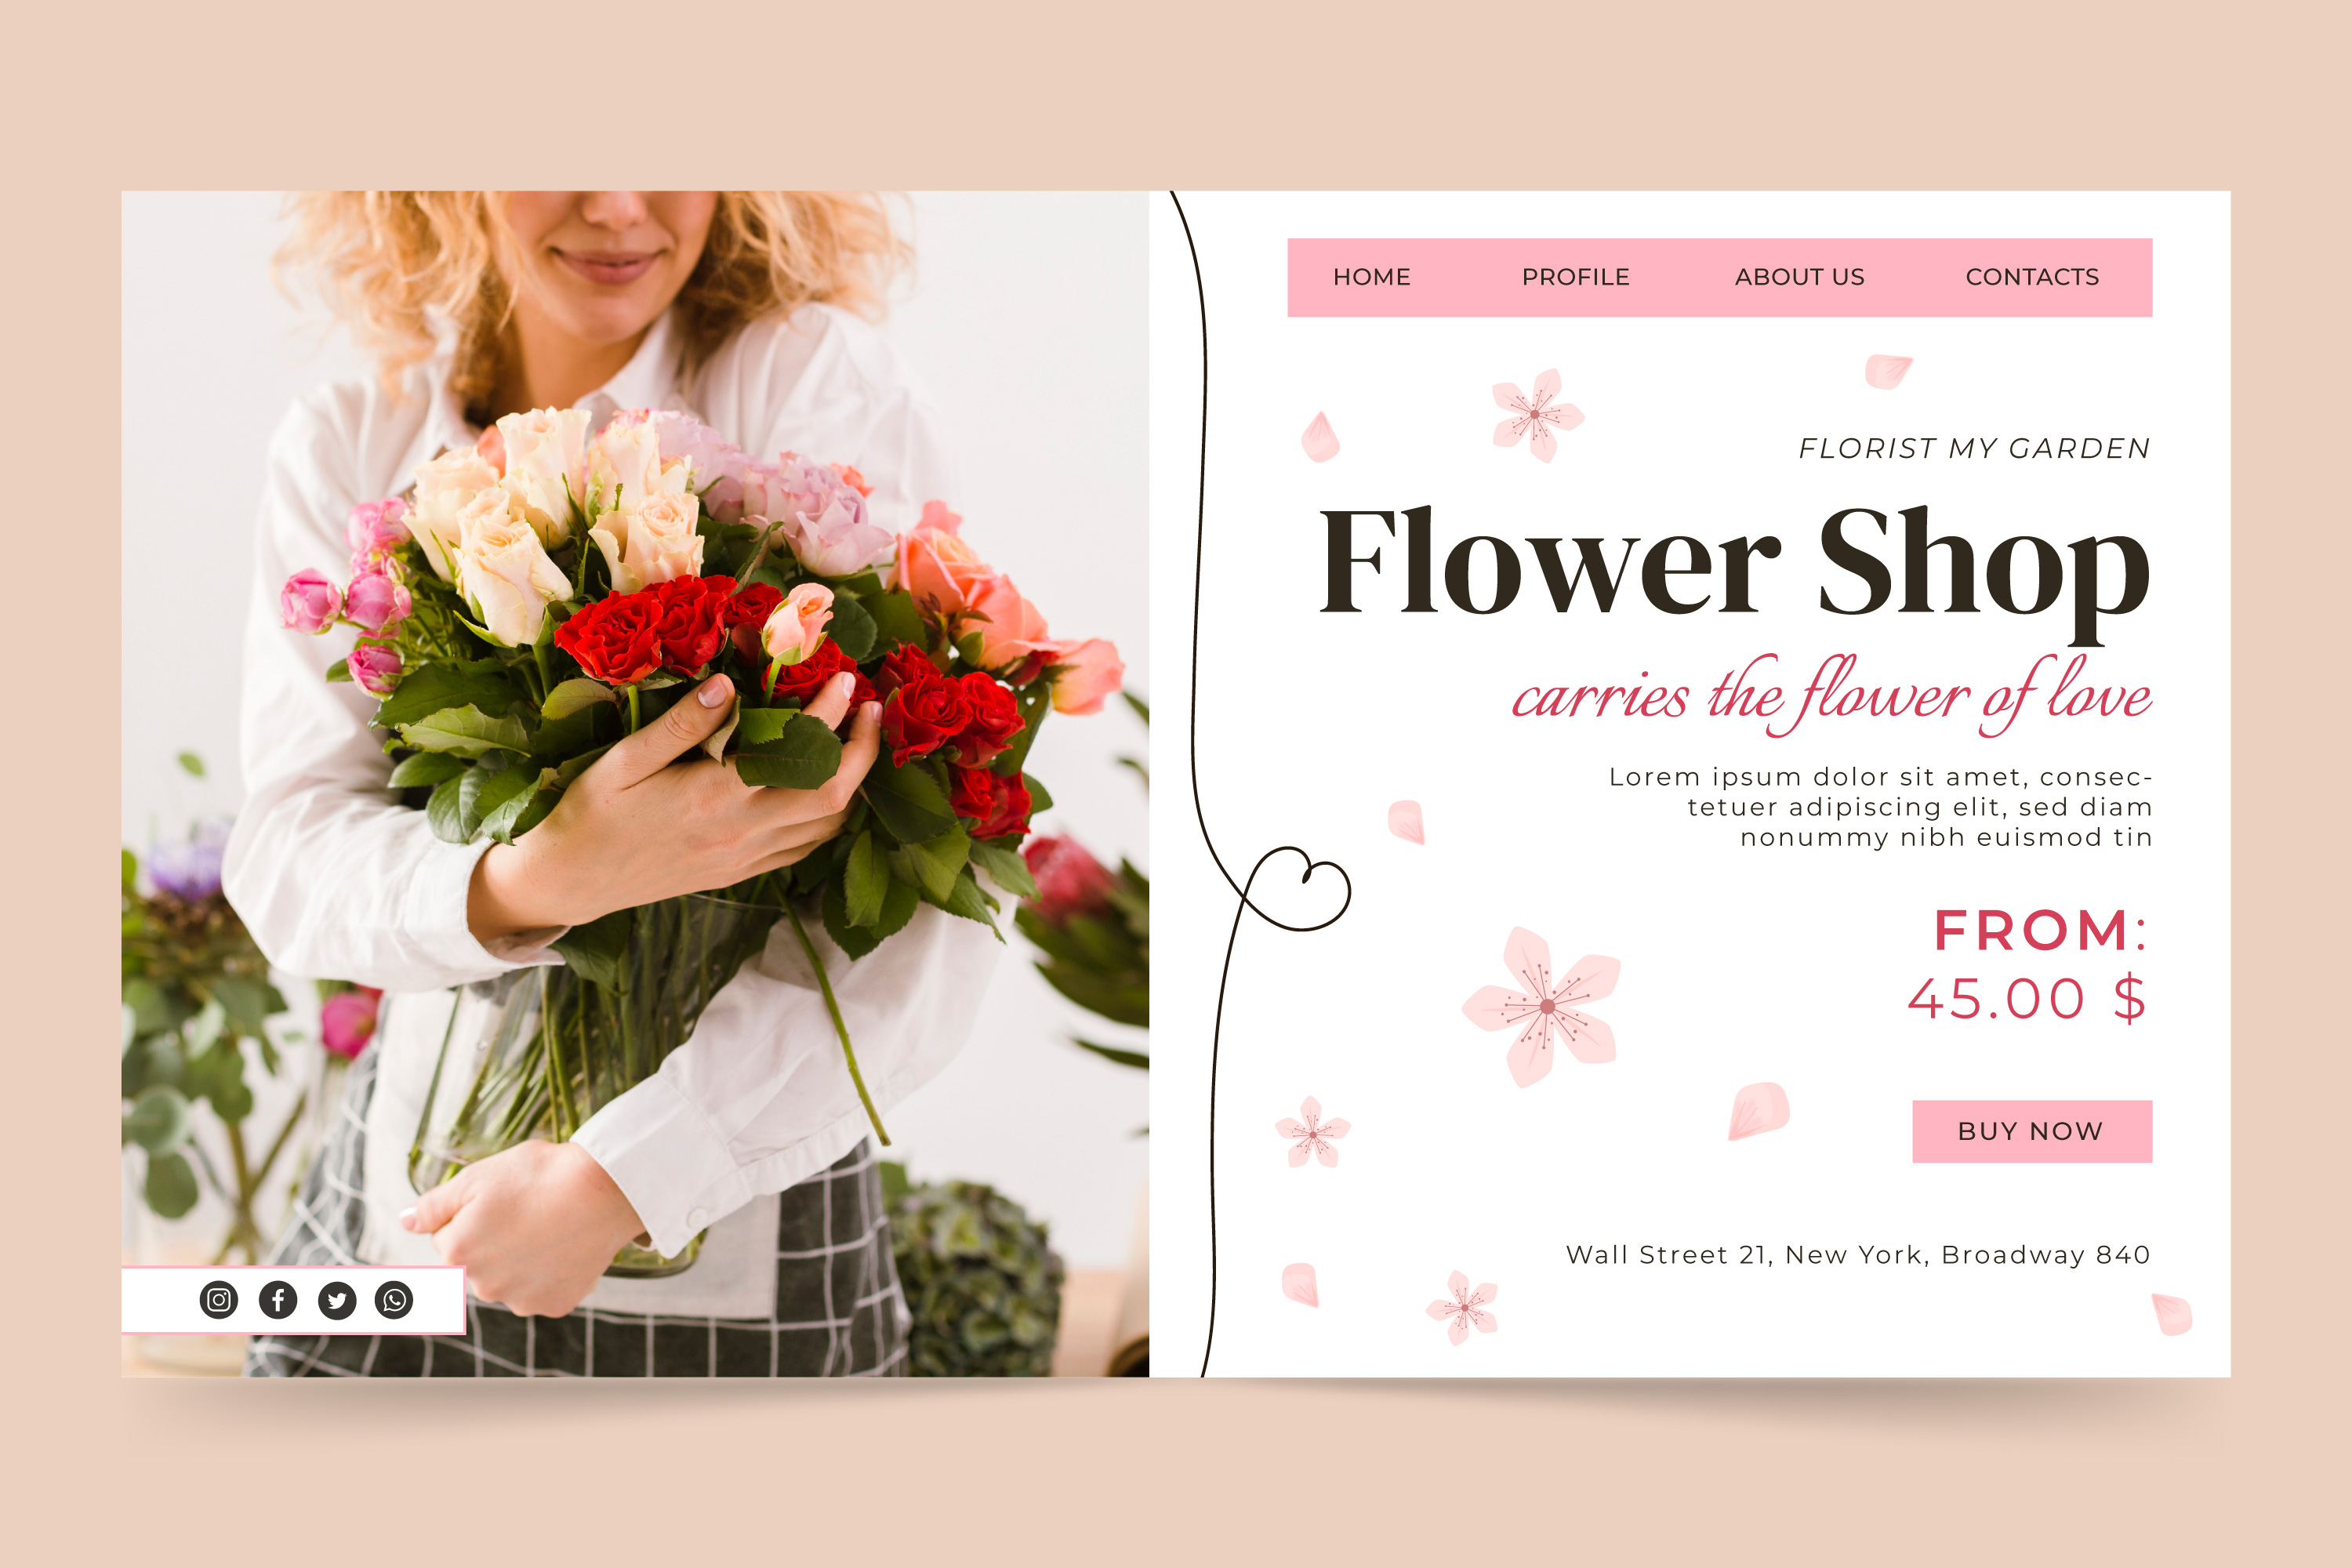 HOME PROFILE ABOUT US CONTACTS
FLORIST MY GARDEN
Flower Shop
carries the flower of love
Lorem ipsum dolor sit amet, consec-
tetuer adipiscing elit, sed diam
nonummy nibh euismod tin
FROM:
45.00 $
BUY NOW
Wall Street 21, New York, Broadway 840